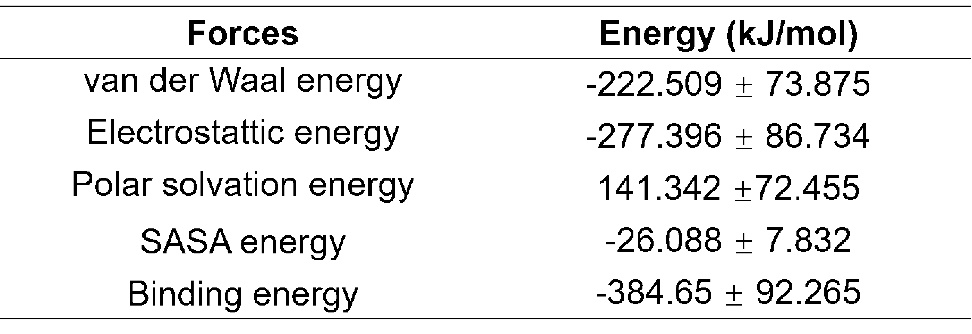 Forces Energy (kJ/mol)
van der Waal energy -222.509 ± 73.875
Electrostattic energy -277.396 ± 86.734
Polar solvation energy 141.342 ±72.455
SASA energy -26.088 ± 7.832
Binding energy -384.65 ± 92.265